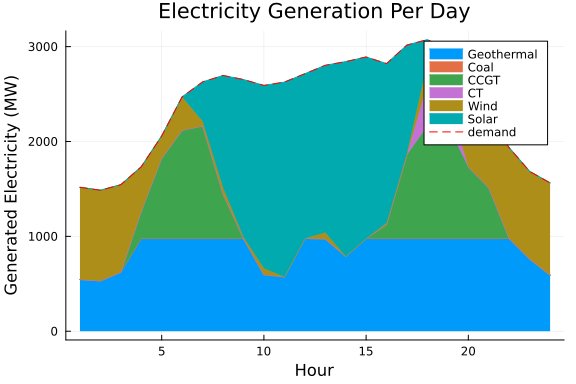 Electricity Generation Per Day
Generated Electricity (MW)
3000
2000
1000
0
5
10
15
20
Hour
Geothermal
Coal
CCGT
CT
Wind
Solar
demand